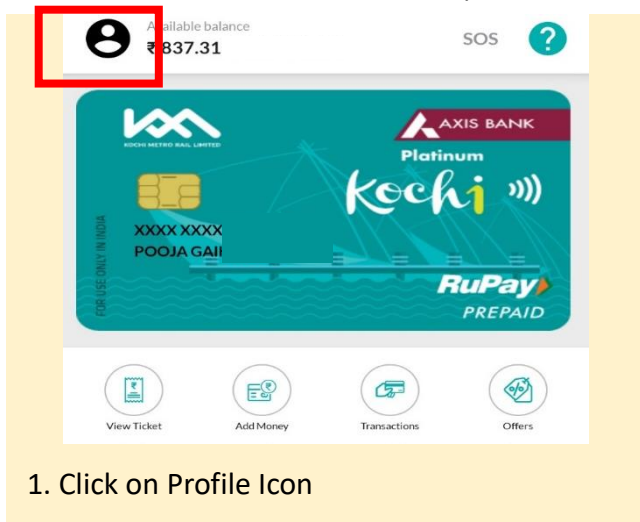 Available balance
₹ 837.31
SOS
?
KOCHI METRO RAIL LIMITED
AXIS BANK
Platinum
Kochi
XXXX XXXX
POOJA GAI
FOR USE ONLY IN INDIA
RuPay
PREPAID
View Ticket
Add Money
Transactions
Offers
1. Click on Profile Icon